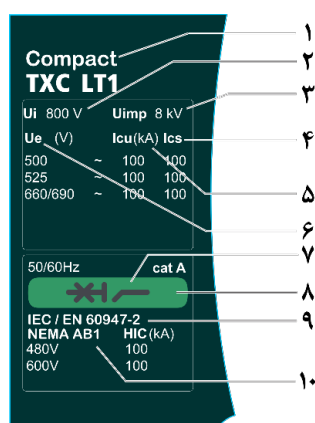 Compact
TXC LT1
Ui 800 V Uimp 8 kV
Ue (V) Icu(kA) Ics
500 ~ 100 100
525 ~ 100 100
660/690 ~ 100 100
50/60Hz cat A
IEC / EN 60947-2
NEMA AB1 HIC (kA)
480V 100
600V 100
۱
۲
۳
۴
۵
۶
۷
۸
۹
۱۰